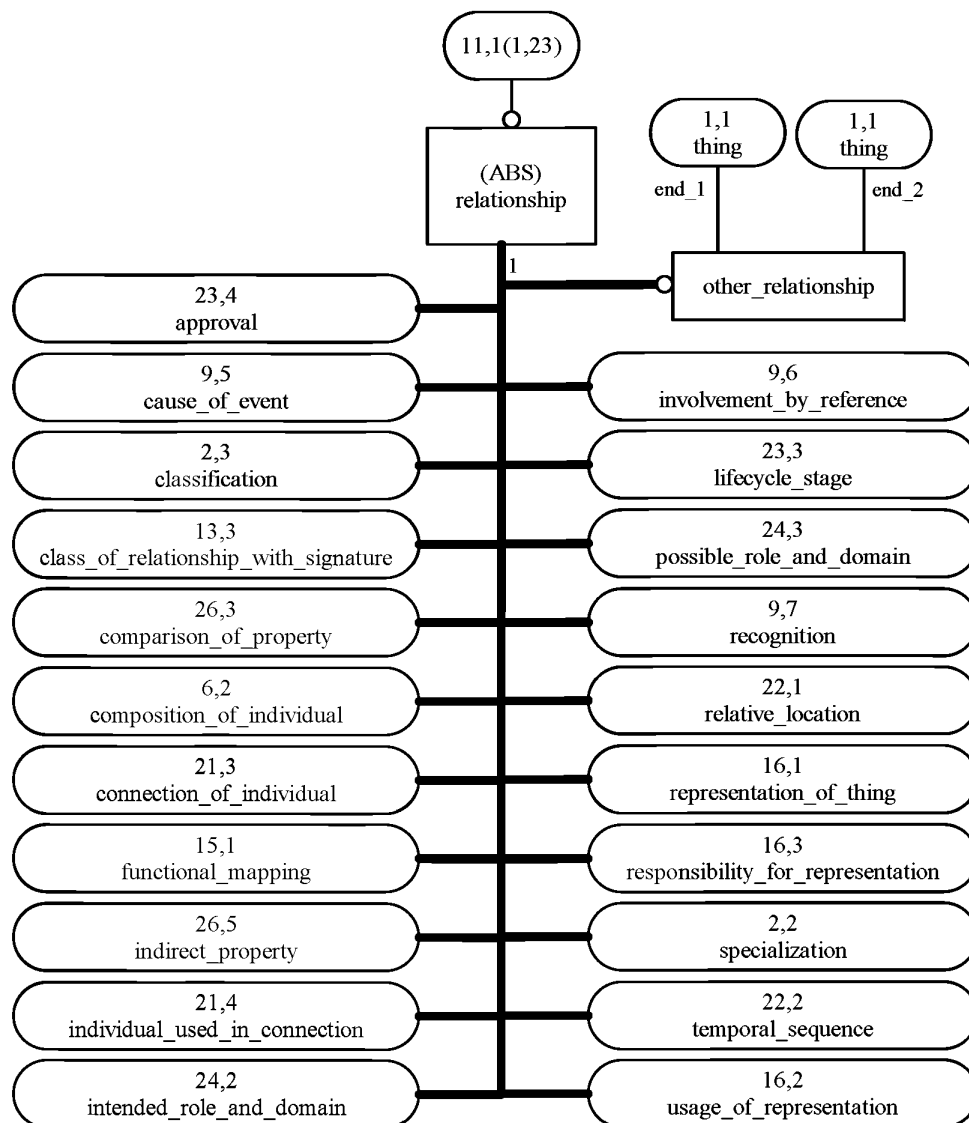 11,1(1,23)
(ABS)
relationship
1,1
thing
1,1
thing
end_1
end_2
1
other_relationship
23,4
approval
9,5
cause_of_event
9,6
involvement_by_reference
2,3
classification
23,3
lifecycle_stage
13,3
class_of_relationship_with_signature
24,3
possible_role_and_domain
26,3
comparison_of_property
9,7
recognition
6,2
composition_of_individual
22,1
relative_location
21,3
connection_of_individual
16,1
representation_of_thing
15,1
functional_mapping
16,3
responsibility_for_representation
26,5
indirect_property
2,2
specialization
21,4
individual_used_in_connection
22,2
temporal_sequence
24,2
intended_role_and_domain
16,2
usage_of_representation